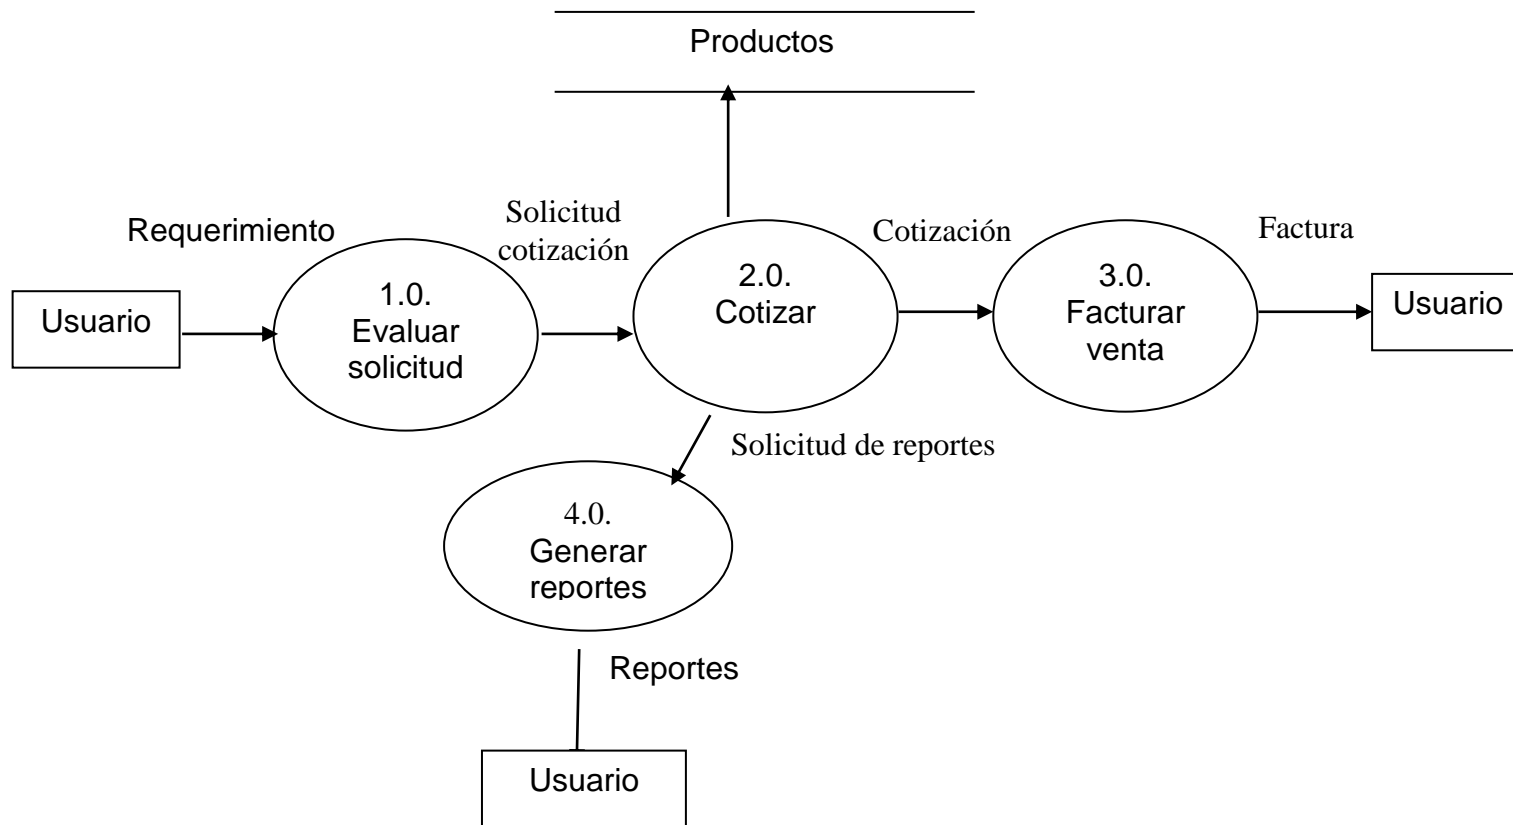 Productos
Requerimiento
Solicitud
cotización
Cotización
Factura
Usuario
1.0.
Evaluar
solicitud
2.0.
Cotizar
3.0.
Facturar
venta
Usuario
Solicitud de reportes
4.0.
Generar
reportes
Reportes
Usuario